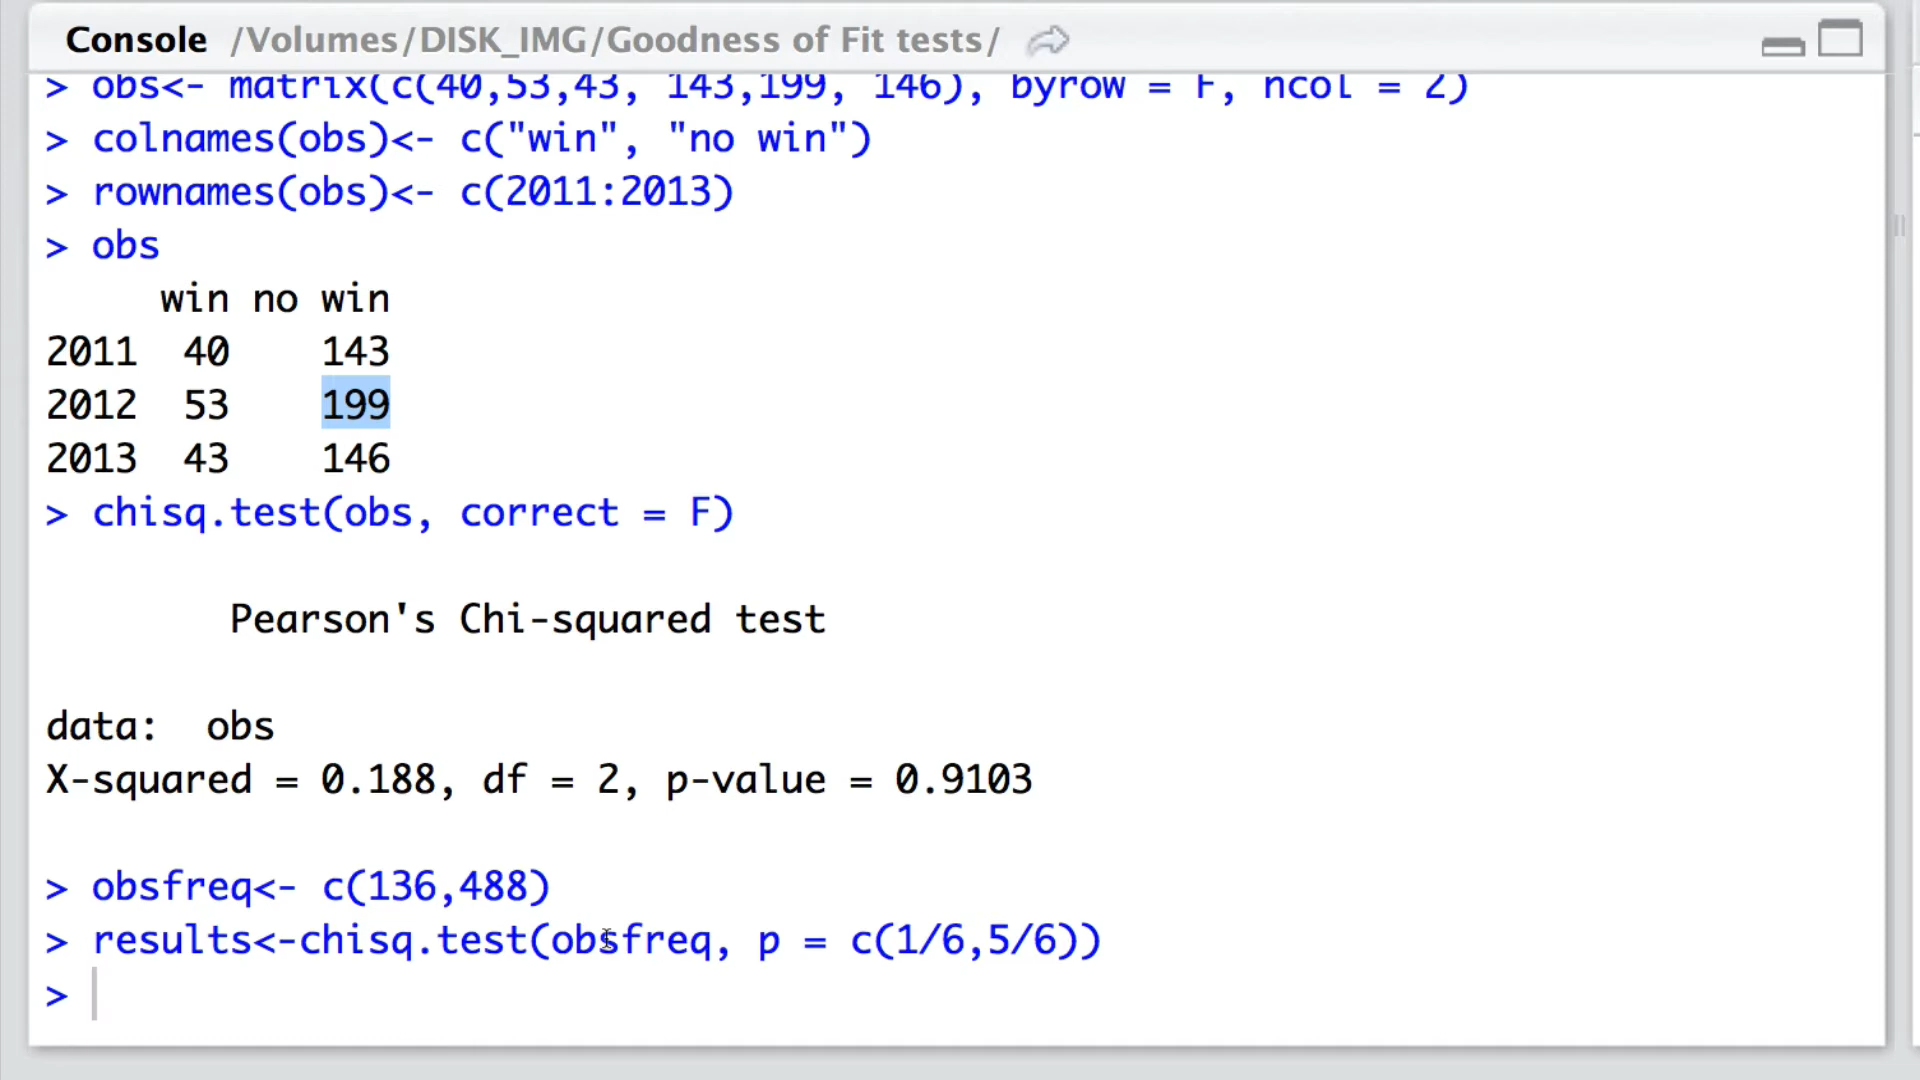 Console /Volumes/DISK_IMG/Goodness of Fit tests/
> obs<- matrix(c(40,53,43, 143,199, 146), byrow = F, ncol = 2)
> colnames(obs)<- c("win", "no win")
> rownames(obs)<- c(2011:2013)
> obs
     win no win
2011  40    143
2012  53    199
2013  43    146
> chisq.test(obs, correct = F)
        Pearson's Chi-squared test
data:  obs
X-squared = 0.188, df = 2, p-value = 0.9103
> obsfreq<- c(136,488)
> results<-chisq.test(obsfreq, p = c(1/6,5/6))
>